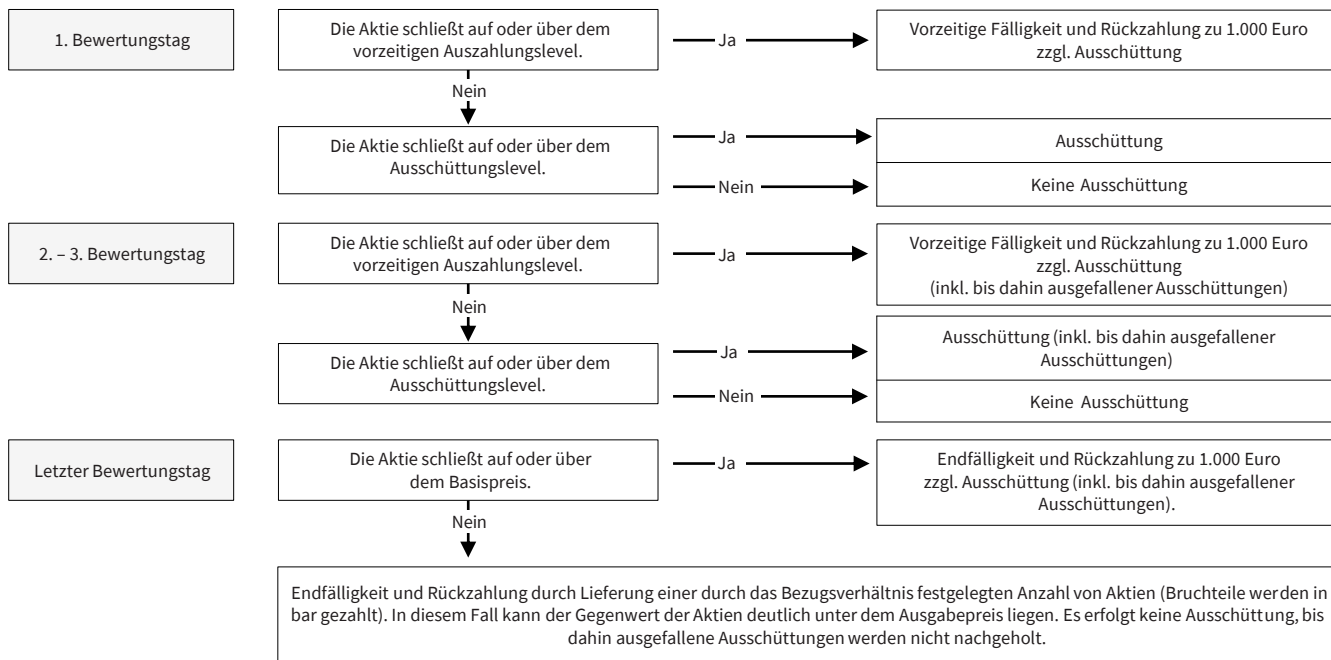 1. Bewertungstag
Die Aktie schließt auf oder über dem
vorzeitigen Auszahlungslevel.
Ja
Vorzeitige Fälligkeit und Rückzahlung zu 1.000 Euro
zzgl. Ausschüttung
Nein
Die Aktie schließt auf oder über dem
Ausschüttungslevel.
Ja
Ausschüttung
Nein
Keine Ausschüttung
2. – 3. Bewertungstag
Die Aktie schließt auf oder über dem
vorzeitigen Auszahlungslevel.
Ja
Vorzeitige Fälligkeit und Rückzahlung zu 1.000 Euro
zzgl. Ausschüttung
(inkl. bis dahin ausgefallener Ausschüttungen)
Nein
Die Aktie schließt auf oder über dem
Ausschüttungslevel.
Ja
Ausschüttung (inkl. bis dahin ausgefallener
Ausschüttungen)
Nein
Keine Ausschüttung
Letzter Bewertungstag
Die Aktie schließt auf oder über
dem Basispreis.
Ja
Endfälligkeit und Rückzahlung zu 1.000 Euro
zzgl. Ausschüttung (inkl. bis dahin ausgefallener
Ausschüttungen).
Nein
Endfälligkeit und Rückzahlung durch Lieferung einer durch das Bezugsverhältnis festgelegten Anzahl von Aktien (Bruchteile werden in
bar gezahlt). In diesem Fall kann der Gegenwert der Aktien deutlich unter dem Ausgabepreis liegen. Es erfolgt keine Ausschüttung, bis
dahin ausgefallene Ausschüttungen werden nicht nachgeholt.